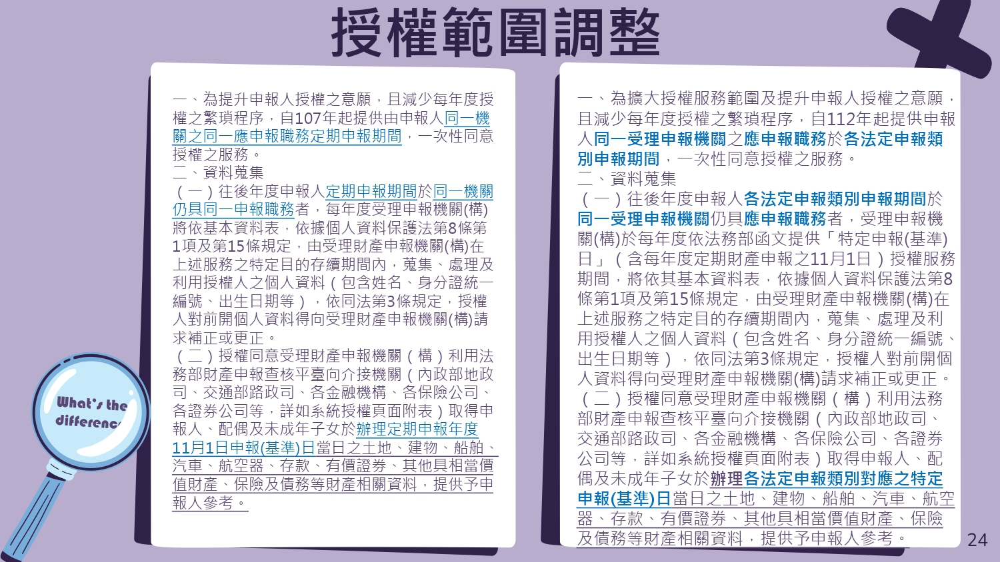 授權範圍調整
一、為提升申報人授權之意願，且減少每年度授
權之繁瑣程序，自107年起提供由申報人同一機
關之同一應申報職務定期申報期間，一次性同意
授權之服務。
二、資料蒐集
（一）往後年度申報人定期申報期間於同一機關
仍具同一申報職務者，每年度受理申報機關(構)
將依基本資料表，依據個人資料保護法第8條第
1項及第15條規定，由受理財產申報機關(構)在
上述服務之特定目的存續期間內，蒐集、處理及
利用授權人之個人資料（包含姓名、身分證統一
編號、出生日期等），依同法第3條規定，授權
人對前開個人資料得向受理財產申報機關(構)請
求補正或更正。
（二）授權同意受理財產申報機關（構）利用法
務部財產申報查核平臺向介接機關（內政部地政
司、交通部路政司、各金融機構、各保險公司、
各證券公司等，詳如系統授權頁面附表）取得申
報人、配偶及未成年子女於辦理定期申報年度
11月1日申報(基準)日當日之土地、建物、船舶、
汽車、航空器、存款、有價證券、其他具相當價
值財產、保險及債務等財產相關資料，提供予申
報人參考。
一、為擴大授權服務範圍及提升申報人授權之意願，
且減少每年度授權之繁瑣程序，自112年起提供申報
人同一受理申報機關之應申報職務於各法定申報類
別申報期間，一次性同意授權之服務。
二、資料蒐集
（一）往後年度申報人各法定申報類別申報期間於
同一受理申報機關仍具應申報職務者，受理申報機
關(構)於每年度依法務部函文提供「特定申報(基準)
日」（含每年度定期財產申報之11月1日）授權服務
期間，將依其基本資料表，依據個人資料保護法第8
條第1項及第15條規定，由受理財產申報機關(構)在
上述服務之特定目的存續期間內，蒐集、處理及利
用授權人之個人資料（包含姓名、身分證統一編號、
出生日期等），依同法第3條規定，授權人對前開個
人資料得向受理財產申報機關(構)請求補正或更正。
（二）授權同意受理財產申報機關（構）利用法務
部財產申報查核平臺向介接機關（內政部地政司、
交通部路政司、各金融機構、各保險公司、各證券
公司等，詳如系統授權頁面附表）取得申報人、配
偶及未成年子女於辦理各法定申報類別對應之特定
申報(基準)日當日之土地、建物、船舶、汽車、航空
器、存款、有價證券、其他具相當價值財產、保險
及債務等財產相關資料，提供予申報人參考。
What's the
difference
24